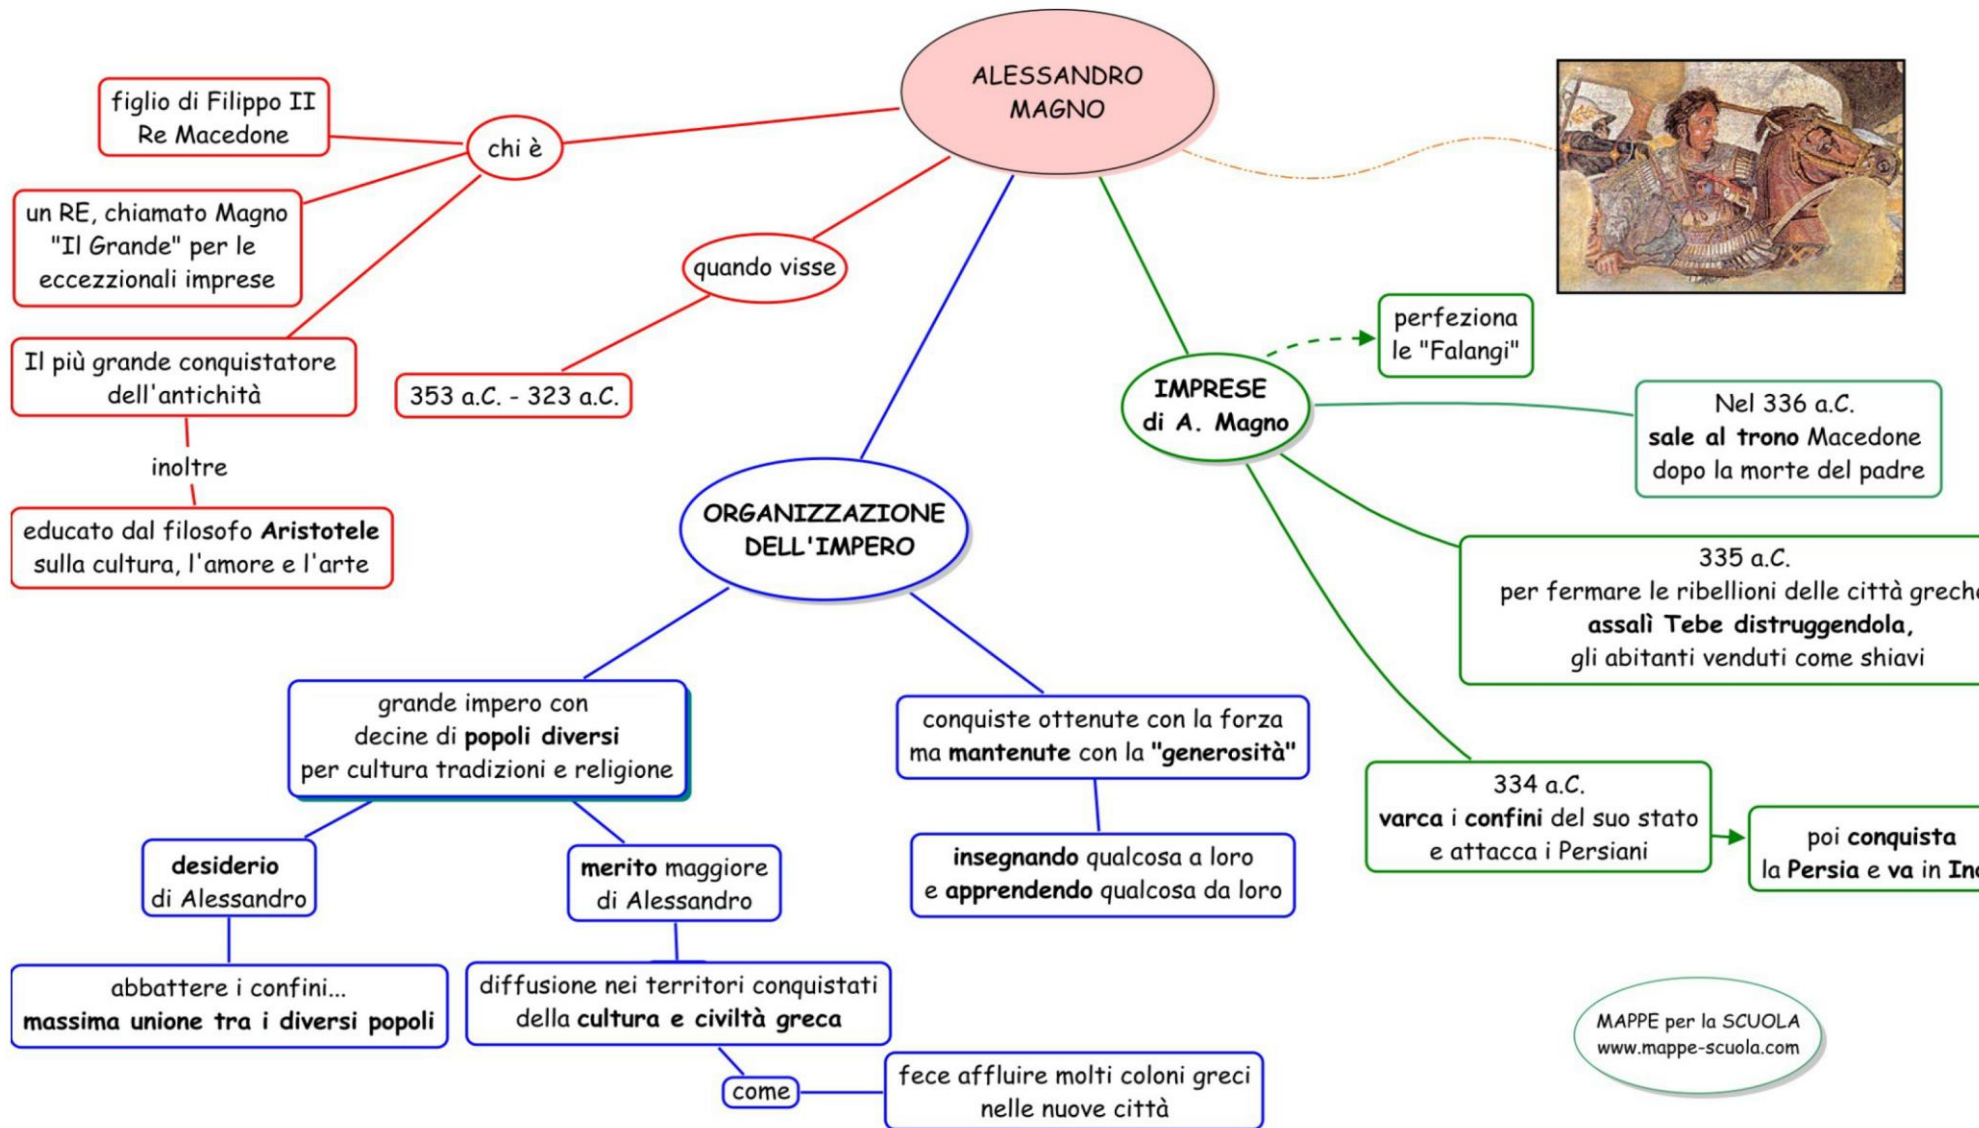 ALESSANDRO
MAGNO
chi è
figlio di Filippo II
Re Macedone
un RE, chiamato Magno
"Il Grande" per le
eccezzionali imprese
Il più grande conquistatore
dell'antichità
inoltre
educato dal filosofo Aristotele
sulla cultura, l'amore e l'arte
quando visse
353 a.C. - 323 a.C.
ORGANIZZAZIONE
DELL'IMPERO
grande impero con
decine di popoli diversi
per cultura tradizioni e religione
desiderio
di Alessandro
abbattere i confini...
massima unione tra i diversi popoli
merito maggiore
di Alessandro
diffusione nei territori conquistati
della cultura e civiltà greca
come
fece affluire molti coloni greci
nelle nuove città
conquiste ottenute con la forza
ma mantenute con la "generosità"
insegnando qualcosa a loro
e apprendendo qualcosa da loro
IMPRESE
di A. Magno
perfeziona
le "Falangi"
Nel 336 a.C.
sale al trono Macedone
dopo la morte del padre
335 a.C.
per fermare le ribellioni delle città greche
assalì Tebe distruggendola,
gli abitanti venduti come shiavi
334 a.C.
varca i confini del suo stato
e attacca i Persiani
poi conquista
la Persia e va in
MAPPE per la SCUOLA
www.mappe-scuola.com